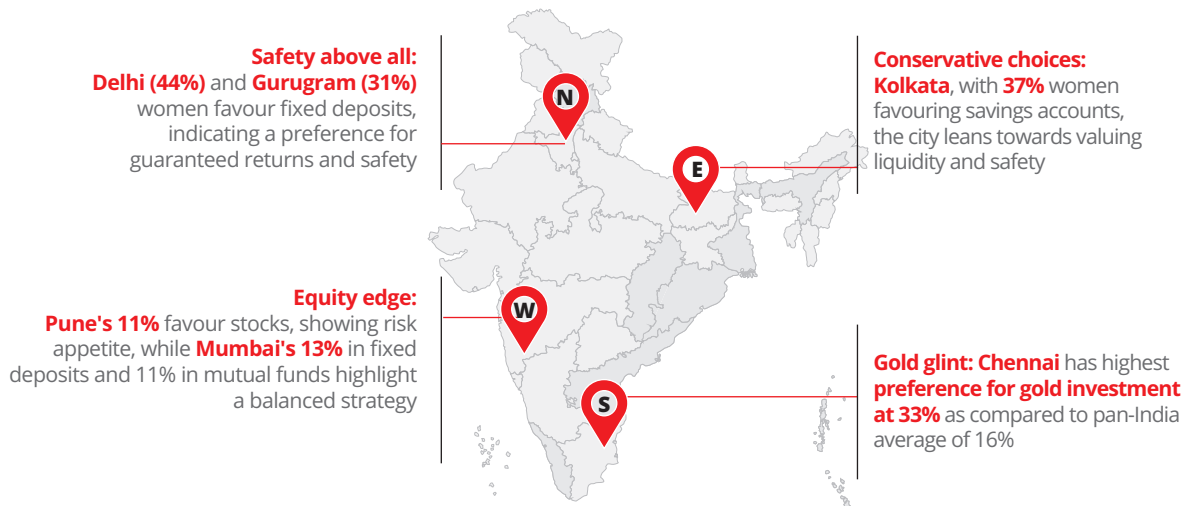 Safety above all:
Delhi (44%) and Gurugram (31%)
women favour fixed deposits,
indicating a preference for
guaranteed returns and safety
N
Conservative choices:
Kolkata, with 37% women
favouring savings accounts,
the city leans towards valuing
liquidity and safety
E
Equity edge:
Pune's 11% favour stocks, showing risk
appetite, while Mumbai's 13% in fixed
deposits and 11% in mutual funds highlight
a balanced strategy
W
Gold glint: Chennai has highest
preference for gold investment
at 33% as compared to pan-India
average of 16%
S